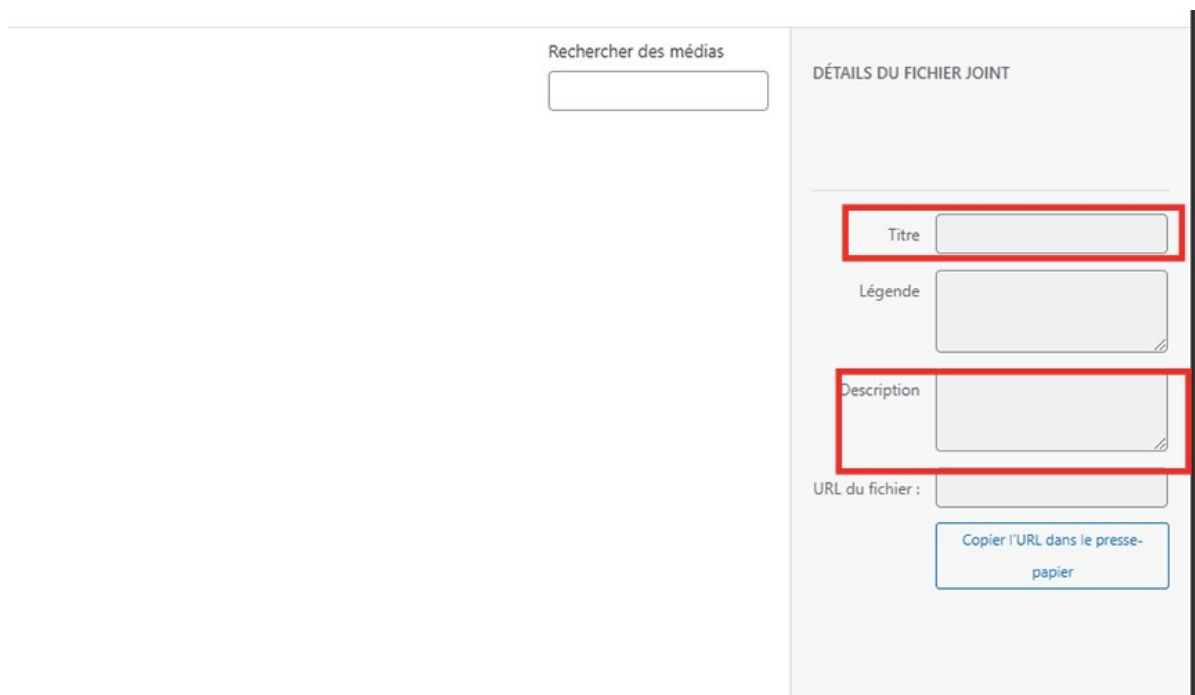 Rechercher des médias
DÉTAILS DU FICHIER JOINT
Titre
Légende
Description
URL du fichier :
Copier l'URL dans le presse-
papier